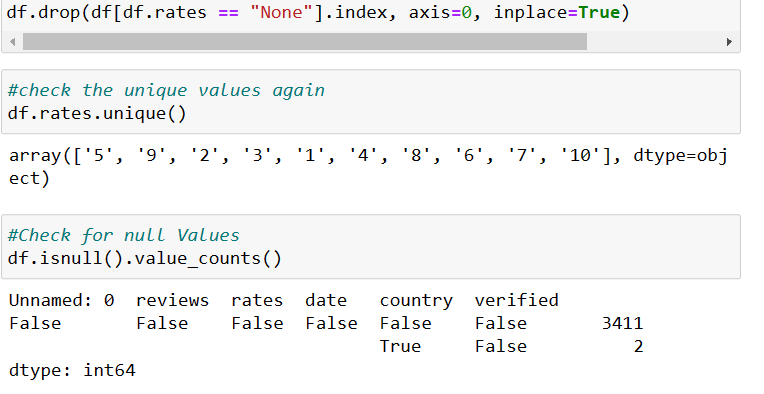 df.drop(df[df.rates == "None"].index, axis=0, inplace=True)
#check the unique values again
df.rates.unique()
array(['5', '9', '2', '3', '1', '4', '8', '6', '7', '10'], dtype=obj
ect)
#Check for null Values
df.isnull().value_counts()
Unnamed: 0  reviews  rates  date   country  verified
False       False    False  False  False    False       3411
                                   True     False          2
dtype: int64